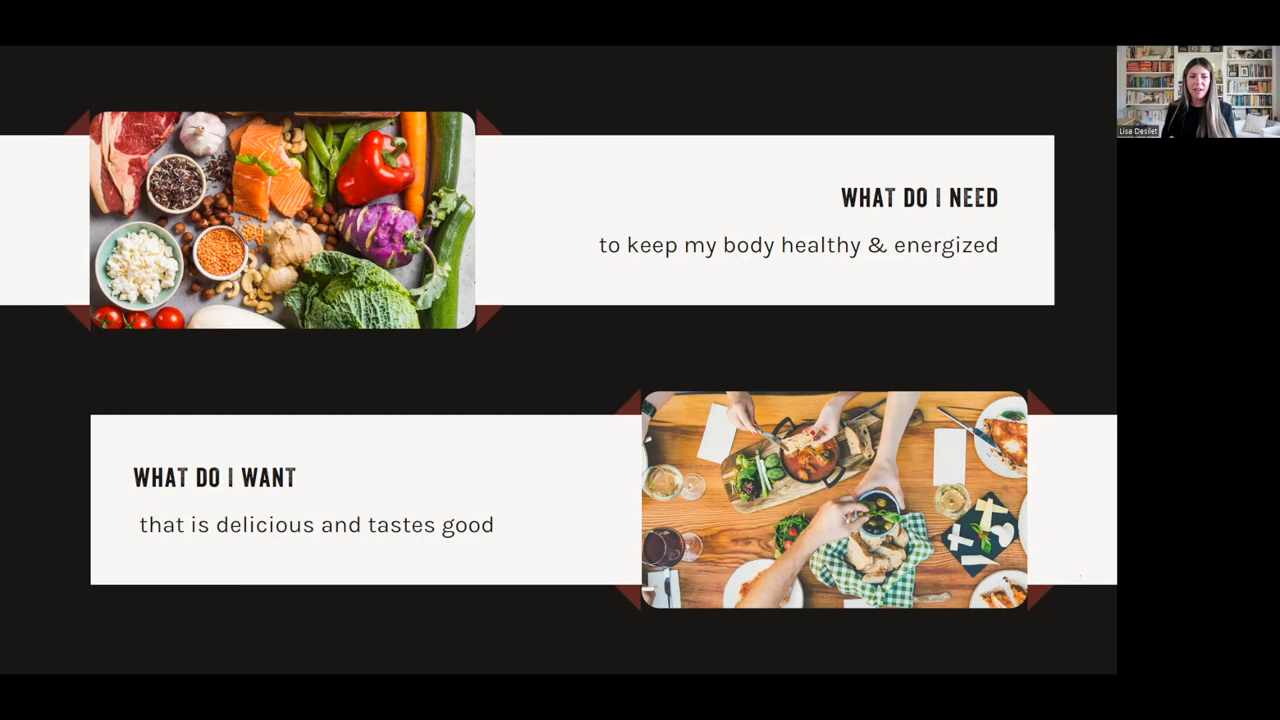 Lisa Desilet
WHAT DO I NEED
to keep my body healthy & energized
WHAT DO I WANT
that is delicious and tastes good